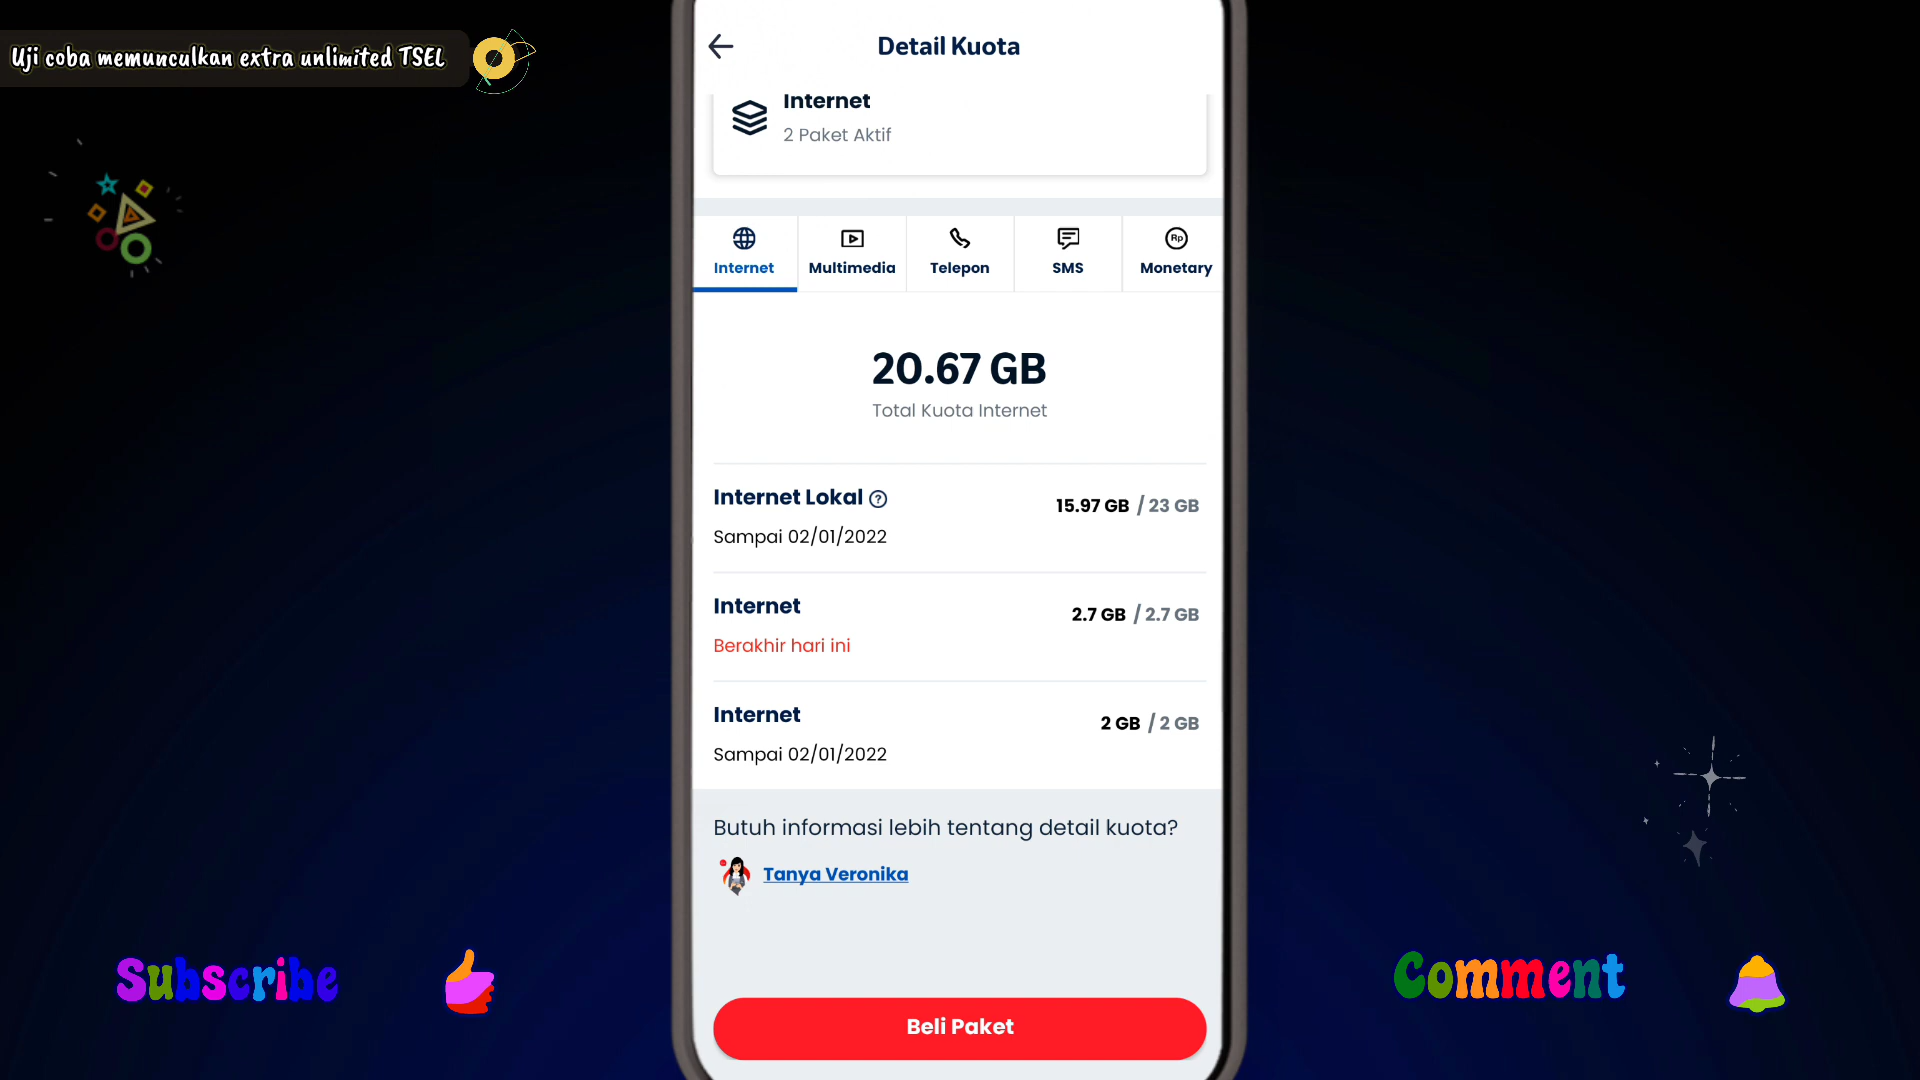 Uji coba memunculkan extra unlimited TSEL
Detail Kuota
Internet
2 Paket Aktif
Internet
Multimedia
Telepon
SMS
Rp
Monetary
20.67 GB
Total Kuota Internet
Internet Lokal ?
15.97 GB / 23 GB
Sampai 02/01/2022
Internet
2.7 GB / 2.7 GB
Berakhir hari ini
Internet
2 GB / 2 GB
Sampai 02/01/2022
Butuh informasi lebih tentang detail kuota?
Tanya Veronika
Subscribe
Comment
Beli Paket